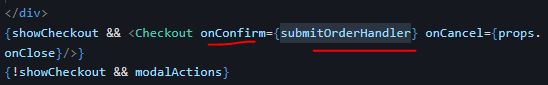 </div>
{showCheckout && <Checkout onConfirm={submitOrderHandler} onCancel={props.
onClose}/>}
{!showCheckout && modalActions}